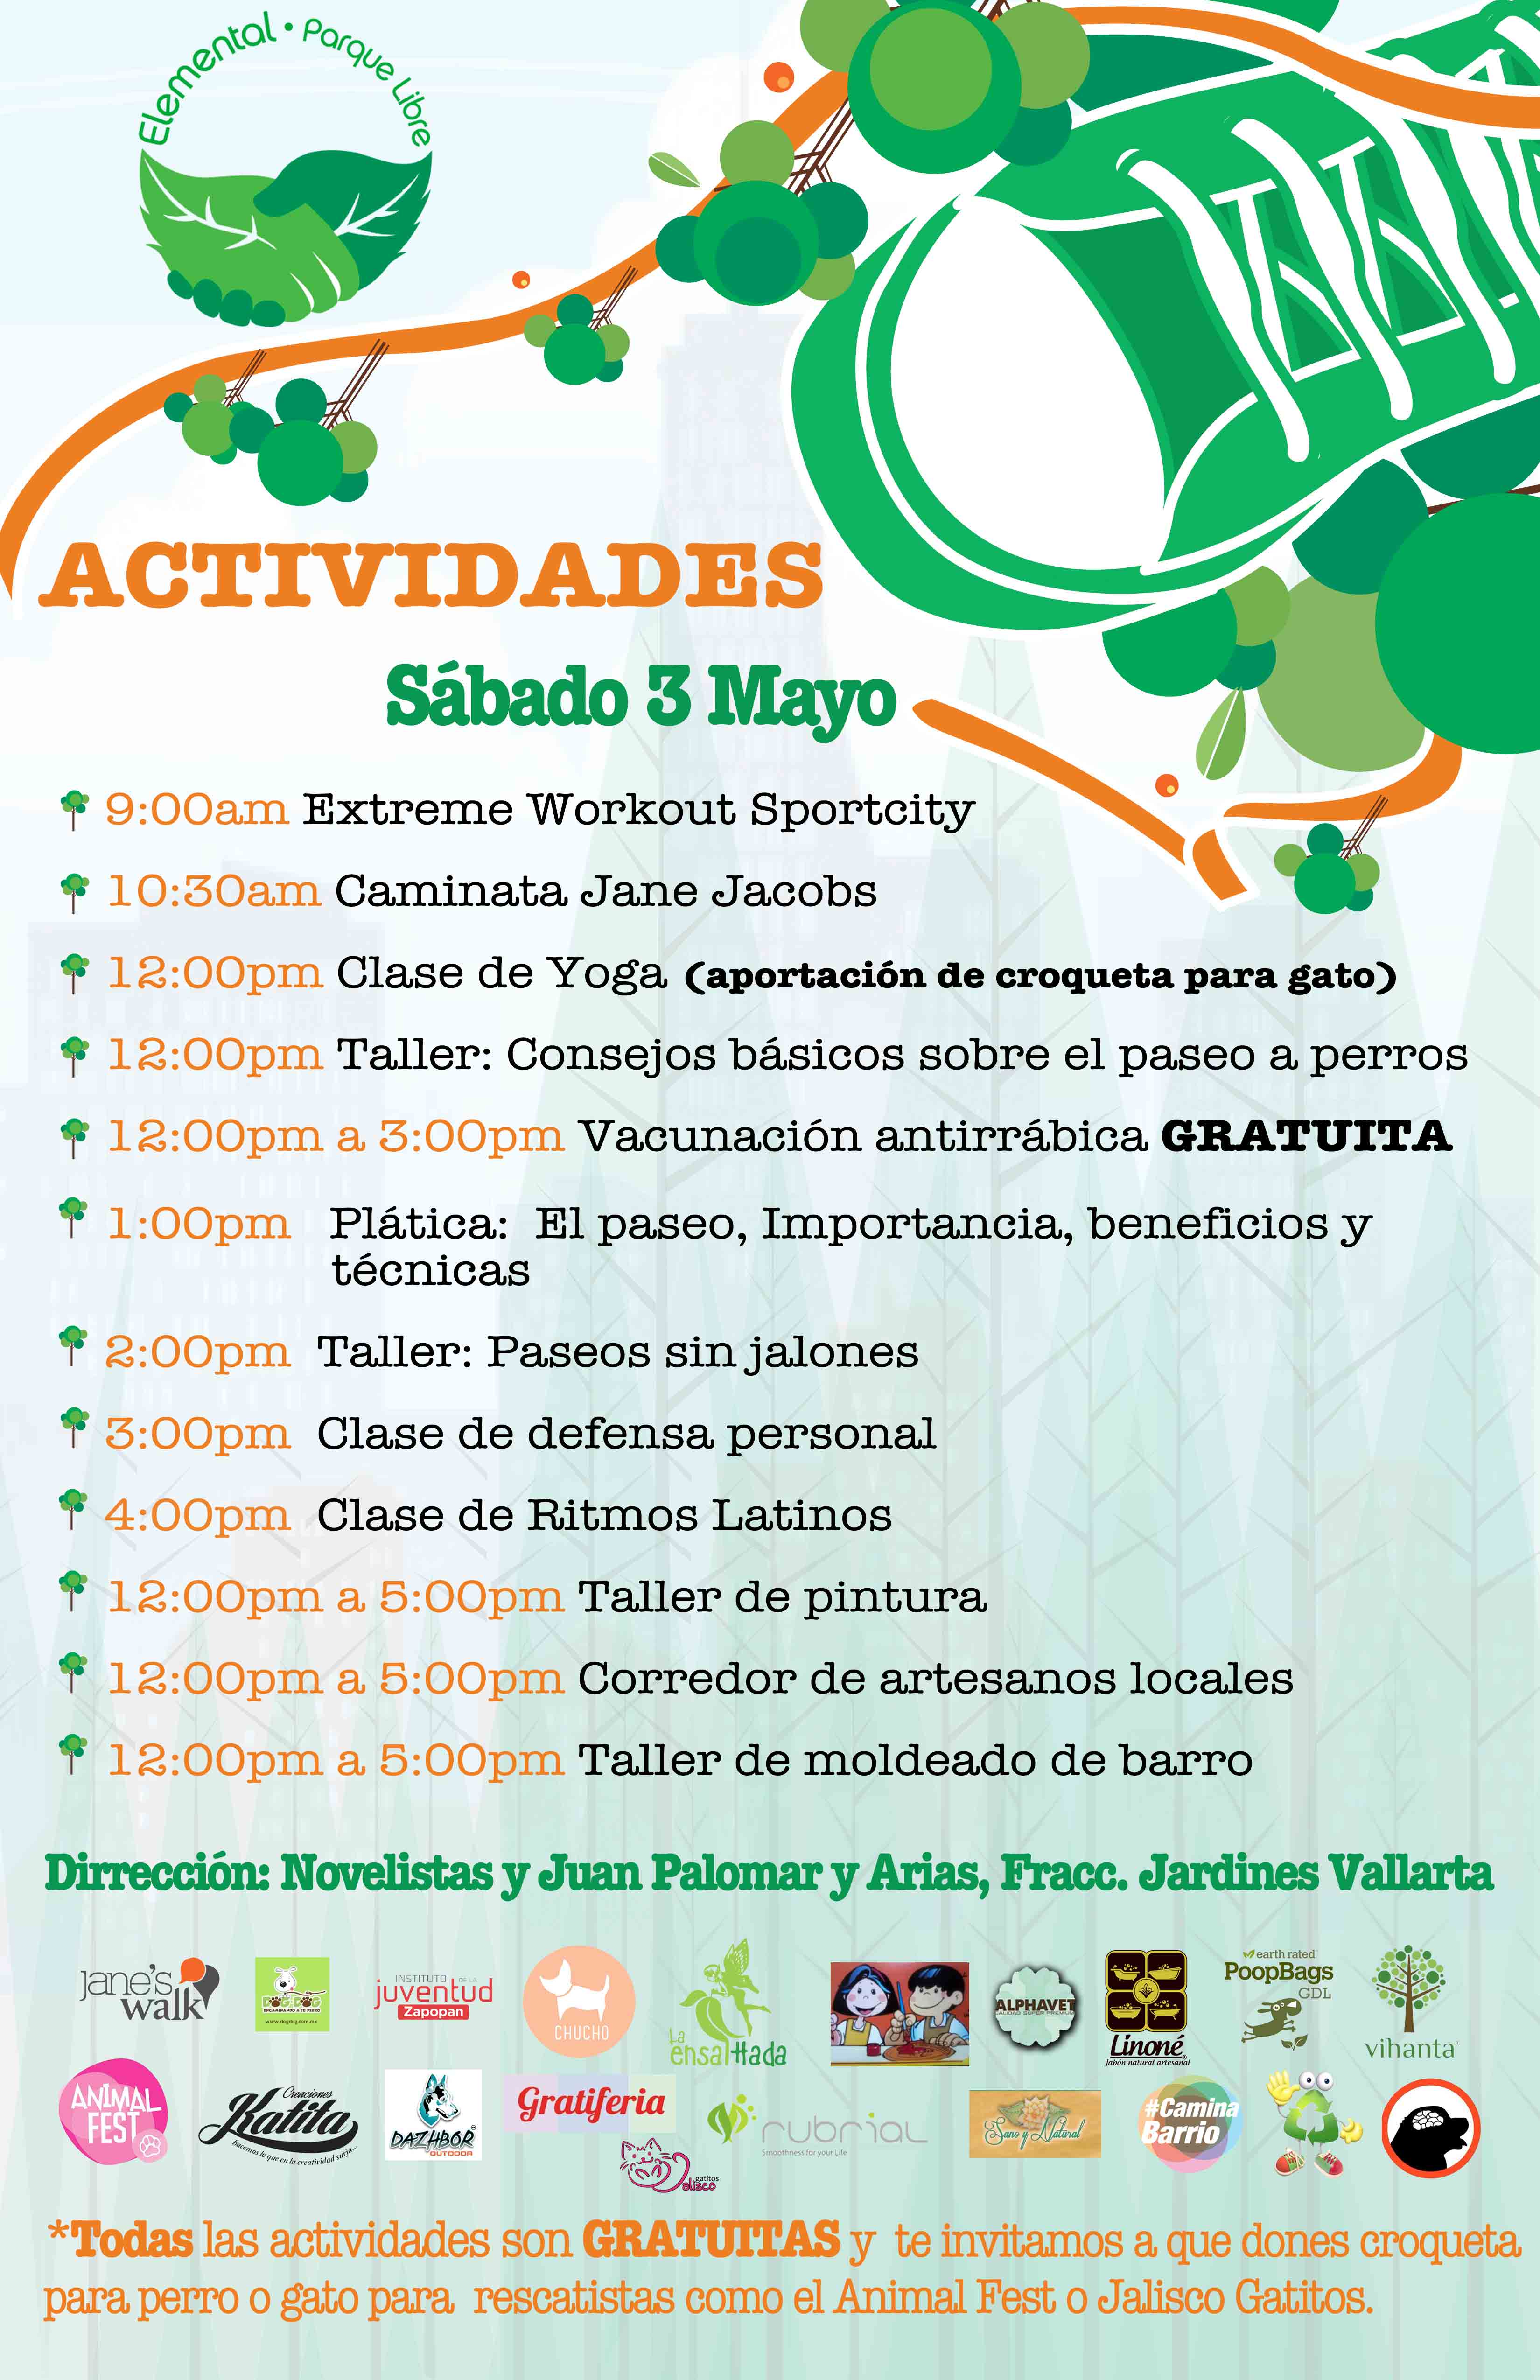 Elemental • Parque Libre
ACTIVIDADES
Sábado 3 Mayo
9:00am Extreme Workout Sportcity
10:30am Caminata Jane Jacobs
12:00pm Clase de Yoga (aportación de croqueta para gato)
12:00pm Taller: Consejos básicos sobre el paseo a perros
12:00pm a 3:00pm Vacunación antirrábica GRATUITA
1:00pm Plática: El paseo, Importancia, beneficios y
técnicas
2:00pm Taller: Paseos sin jalones
3:00pm Clase de defensa personal
4:00pm Clase de Ritmos Latinos
12:00pm a 5:00pm Taller de pintura
12:00pm a 5:00pm Corredor de artesanos locales
12:00pm a 5:00pm Taller de moldeado de barro
Dirrección: Novelistas y Juan Palomar y Arias, Fracc. Jardines Vallarta
jane's
walk
INSTITUTO DE LA
juventud
Zapopan
CHUCHO
La
ensalHada
ALPHAVET
Linoné
Jabón natural artesanal
earth rated
PoopBags
GDL
vihanta
ANIMAL
FEST
Creaciones
Katita
hacemos lo que en la creatividad surja...
DAZHBOR
OUTDOOR
Gratiferia
gatitos
Jalisco
rubrial
Smoothness for your Life
Sano y Natural
#Camina
Barrio
*Todas las actividades son GRATUITAS y te invitamos a que dones croqueta
para perro o gato para rescatistas como el Animal Fest o Jalisco Gatitos.